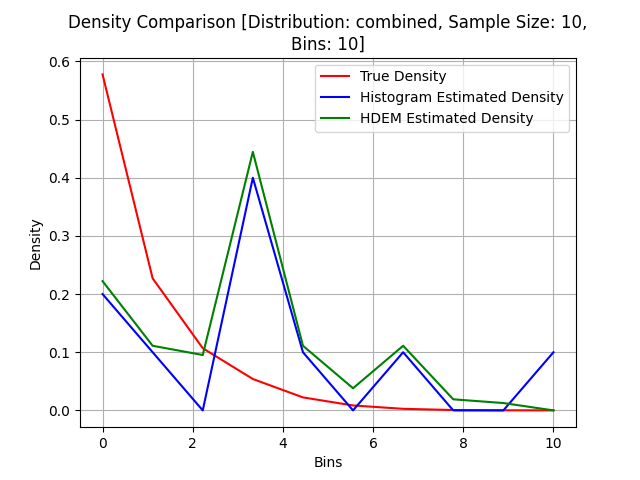 Density Comparison [Distribution: combined, Sample Size: 10,
Bins: 10]
True Density
Histogram Estimated Density
HDEM Estimated Density
Density
0.6
0.5
0.4
0.3
0.2
0.1
0.0
0 2 4 6 8 10
Bins